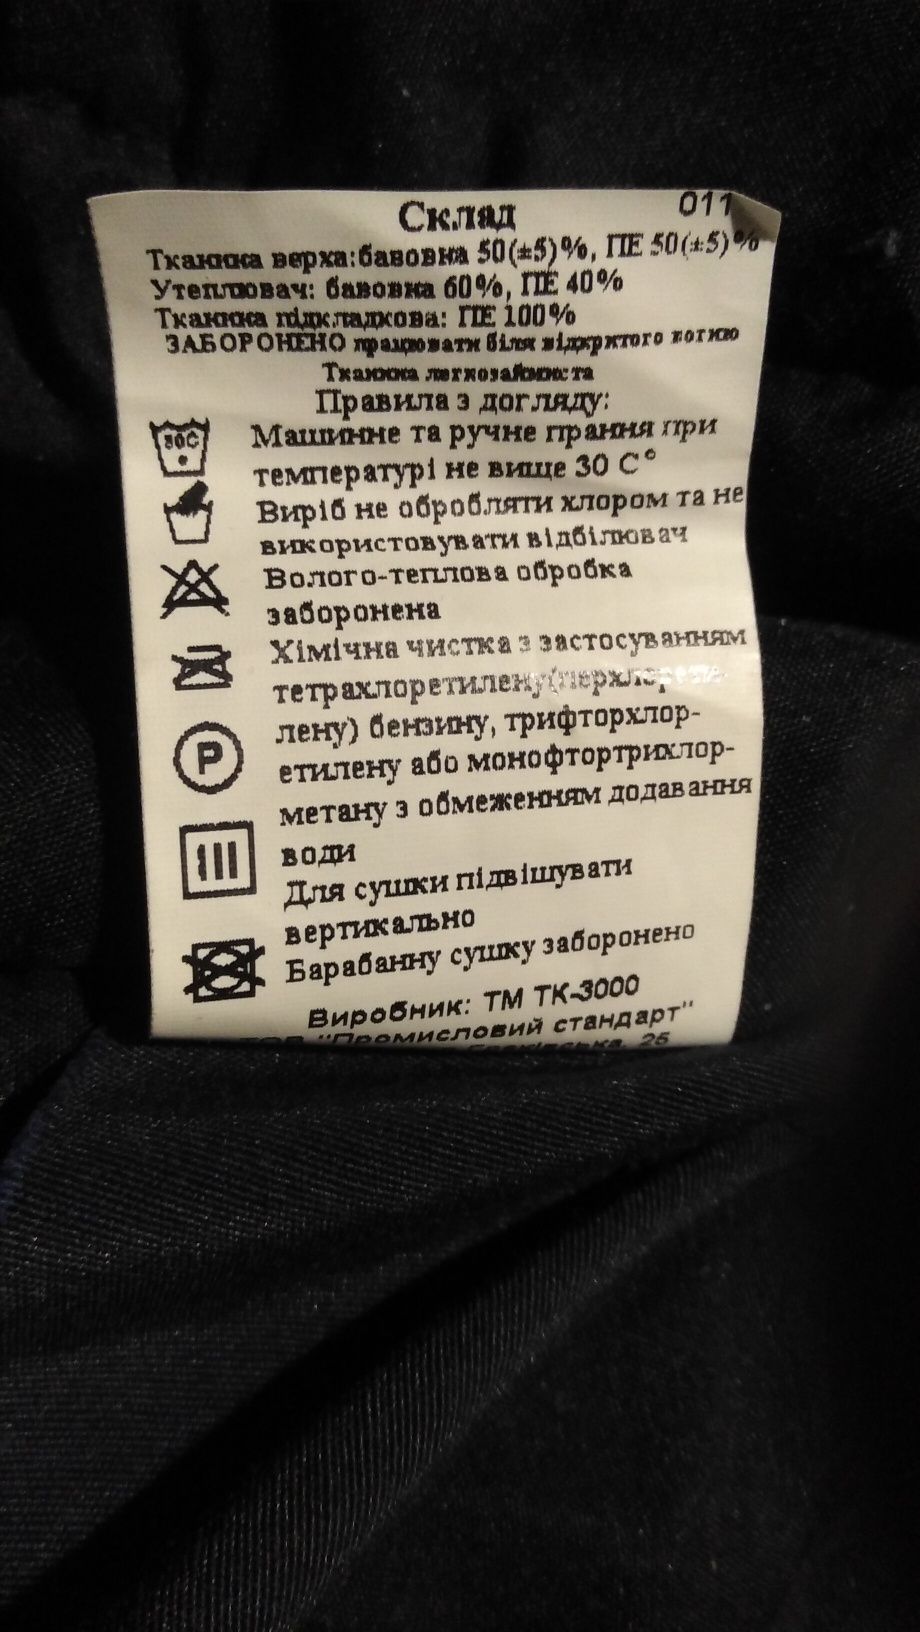 Склад 011
Тканина верха:бавовна 50(±5)%, ПЕ 50(±5)%
Утеплювач: бавовна 60%, ПЕ 40%
Тканина підкладкова: ПЕ 100%
ЗАБОРОНЕНО працювати біля відкритого вогню
Тканина легкозаймиста
Правила з догляду:
30С
Машинне та ручне прання при
температурі не вище 30 С°
Виріб не обробляти хлором та не
використовувати відбілювач
Волого-теплова обробка
заборонена
Хімічна чистка з застосуванням
тетрахлоретилену(перхлорети-
лену) бензину, трифторхлор-
P
етилену або монофтортрихлор-
метану з обмеженням додавання
води
Для сушки підвішувати
вертикально
Барабанну сушку заборонено
Виробник: ТМ ТК-3000
ТОВ "Промисловий стандарт"
25